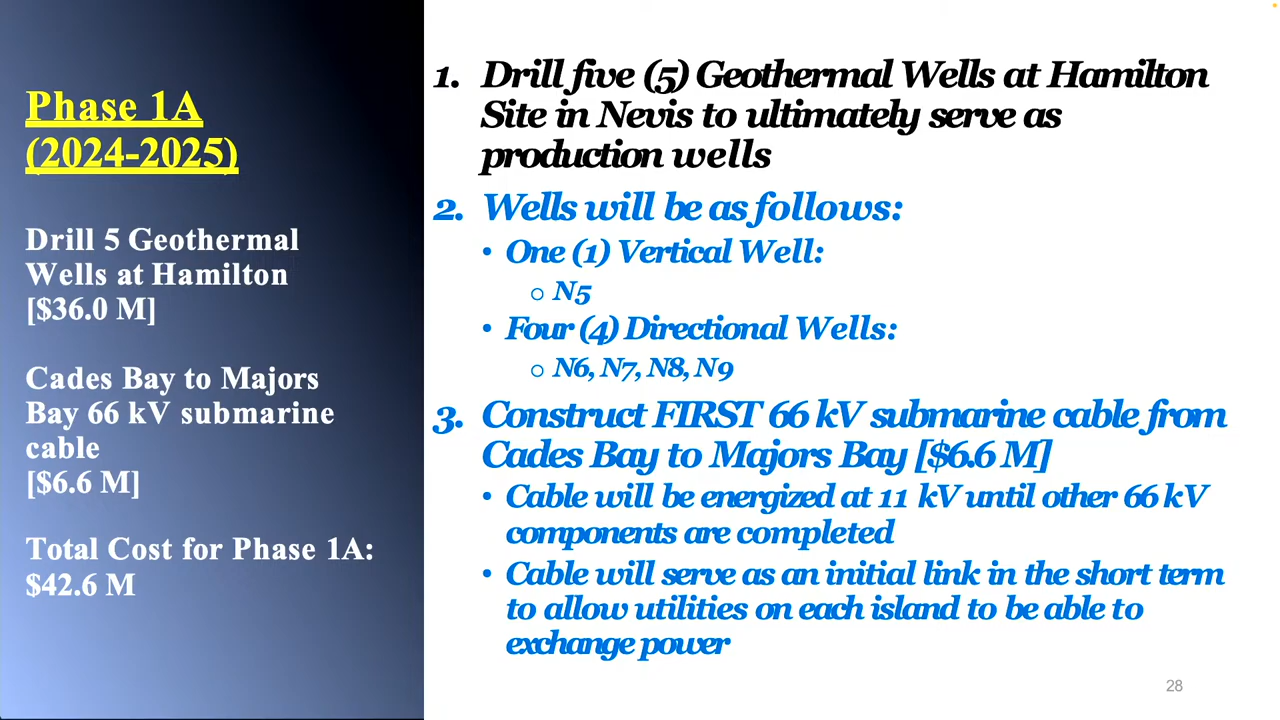 Phase 1A
(2024-2025)
Drill 5 Geothermal
Wells at Hamilton
[$36.0 M]
Cades Bay to Majors
Bay 66 kV submarine
cable
[$6.6 M]
Total Cost for Phase 1A:
$42.6 M
1. Drill five (5) Geothermal Wells at Hamilton
Site in Nevis to ultimately serve as
production wells
2. Wells will be as follows:
• One (1) Vertical Well:
o N5
• Four (4) Directional Wells:
o N6, N7, N8, N9
3. Construct FIRST 66 kV submarine cable from
Cades Bay to Majors Bay [$6.6 M]
• Cable will be energized at 11 kV until other 66 kV
components are completed
• Cable will serve as an initial link in the short term
to allow utilities on each island to be able to
exchange power
28